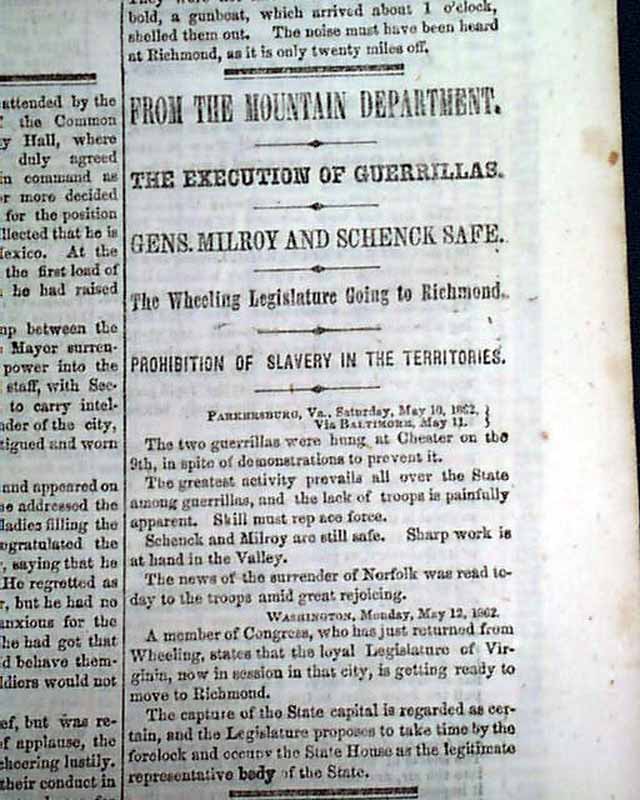 bold, a gunboat, which arrived about 1 o'clock,
shelled them out. The noise must have been heard
at Richmond, as it is only twenty miles off.
FROM THE MOUNTAIN DEPARTMENT.
THE EXECUTION OF GUERRILLAS.
GENS. MILROY AND SCHENCK SAFE.
The Wheeling Legislature Going to Richmond.
PROHIBITION OF SLAVERY IN THE TERRITORIES.
PARKERSBURG, Va., Saturday, May 10, 1862, }
Via BALTIMORE, May 11. }
The two guerrillas were hung at Chester on the
9th, in spite of demonstrations to prevent it.
The greatest activity prevails all over the State
among guerrillas, and the lack of troops is painfully
apparent. Skill must rep ace force.
Schenck and Milroy are still safe. Sharp work is
at hand in the Valley.
The news of the surrender of Norfolk was read to-
day to the troops amid great rejoicing.
WASHINGTON, Monday, May 12, 1862.
A member of Congress, who has just returned from
Wheeling, states that the loyal Legislature of Vir-
ginia, now in session in that city, is getting ready to
move to Richmond.
The capture of the State capital is regarded as cer-
tain, and the Legislature proposes to take time by the
forelock and occupy the State House as the legitimate
representative body of the State.
attended by the
the Common
Hall, where
duly agreed
in command as
more decided
for the position
he is
At the
the first load of
he had raised
between the
Mayor surren-
power into the
staff, with Sec-
to carry intel-
of the city,
and worn
and appeared on
addressed the
ladies filling the
the
saying that he
He regretted as
but he had no
anxious for the
he had got that
behave them-
would not
but was re-
applause, the
cheering lustily.
their conduct in